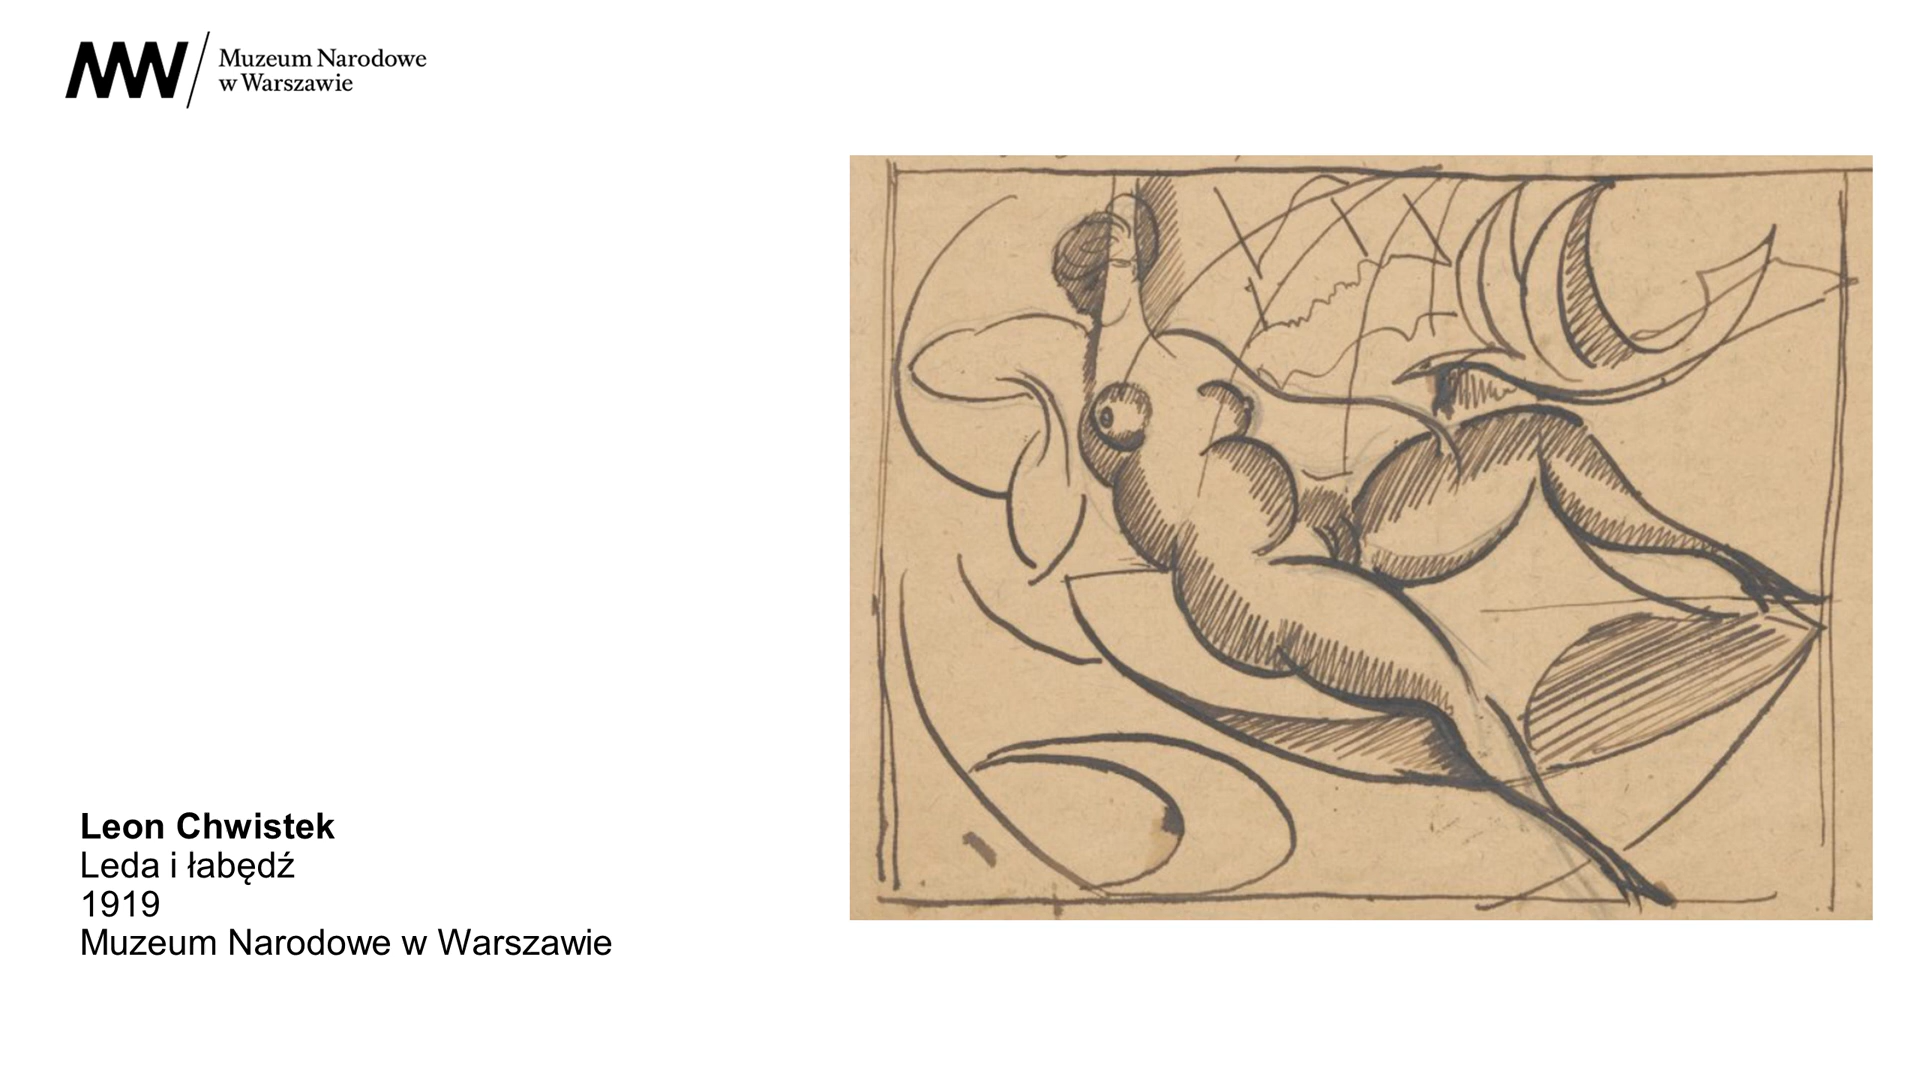 Muzeum Narodowe
w Warszawie
Leon Chwistek
Leda i łabędź
1919
Muzeum Narodowe w Warszawie